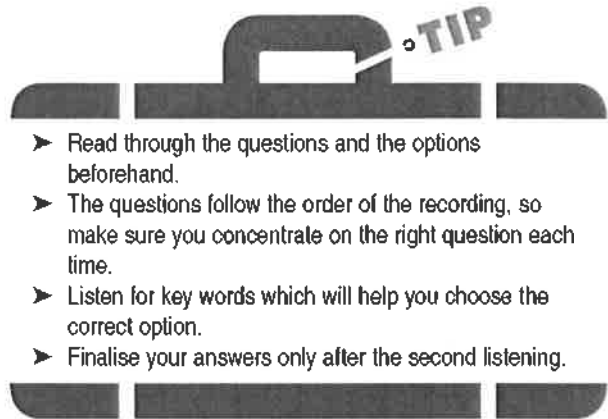 TIP
➤ Read through the questions and the options
beforehand.
➤ The questions follow the order of the recording, so
make sure you concentrate on the right question each
time.
➤ Listen for key words which will help you choose the
correct option.
➤ Finalise your answers only after the second listening.